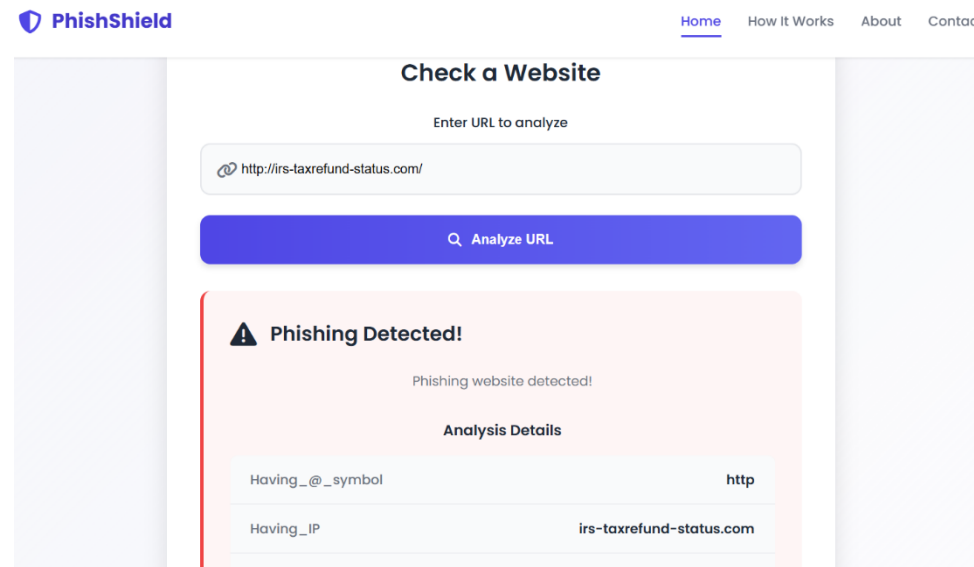 PhishShield
Home How It Works About Contac
Check a Website
Enter URL to analyze
http://irs-taxrefund-status.com/
Analyze URL
Phishing Detected!
Phishing website detected!
Analysis Details
Having_@_symbol http
Having_IP irs-taxrefund-status.com